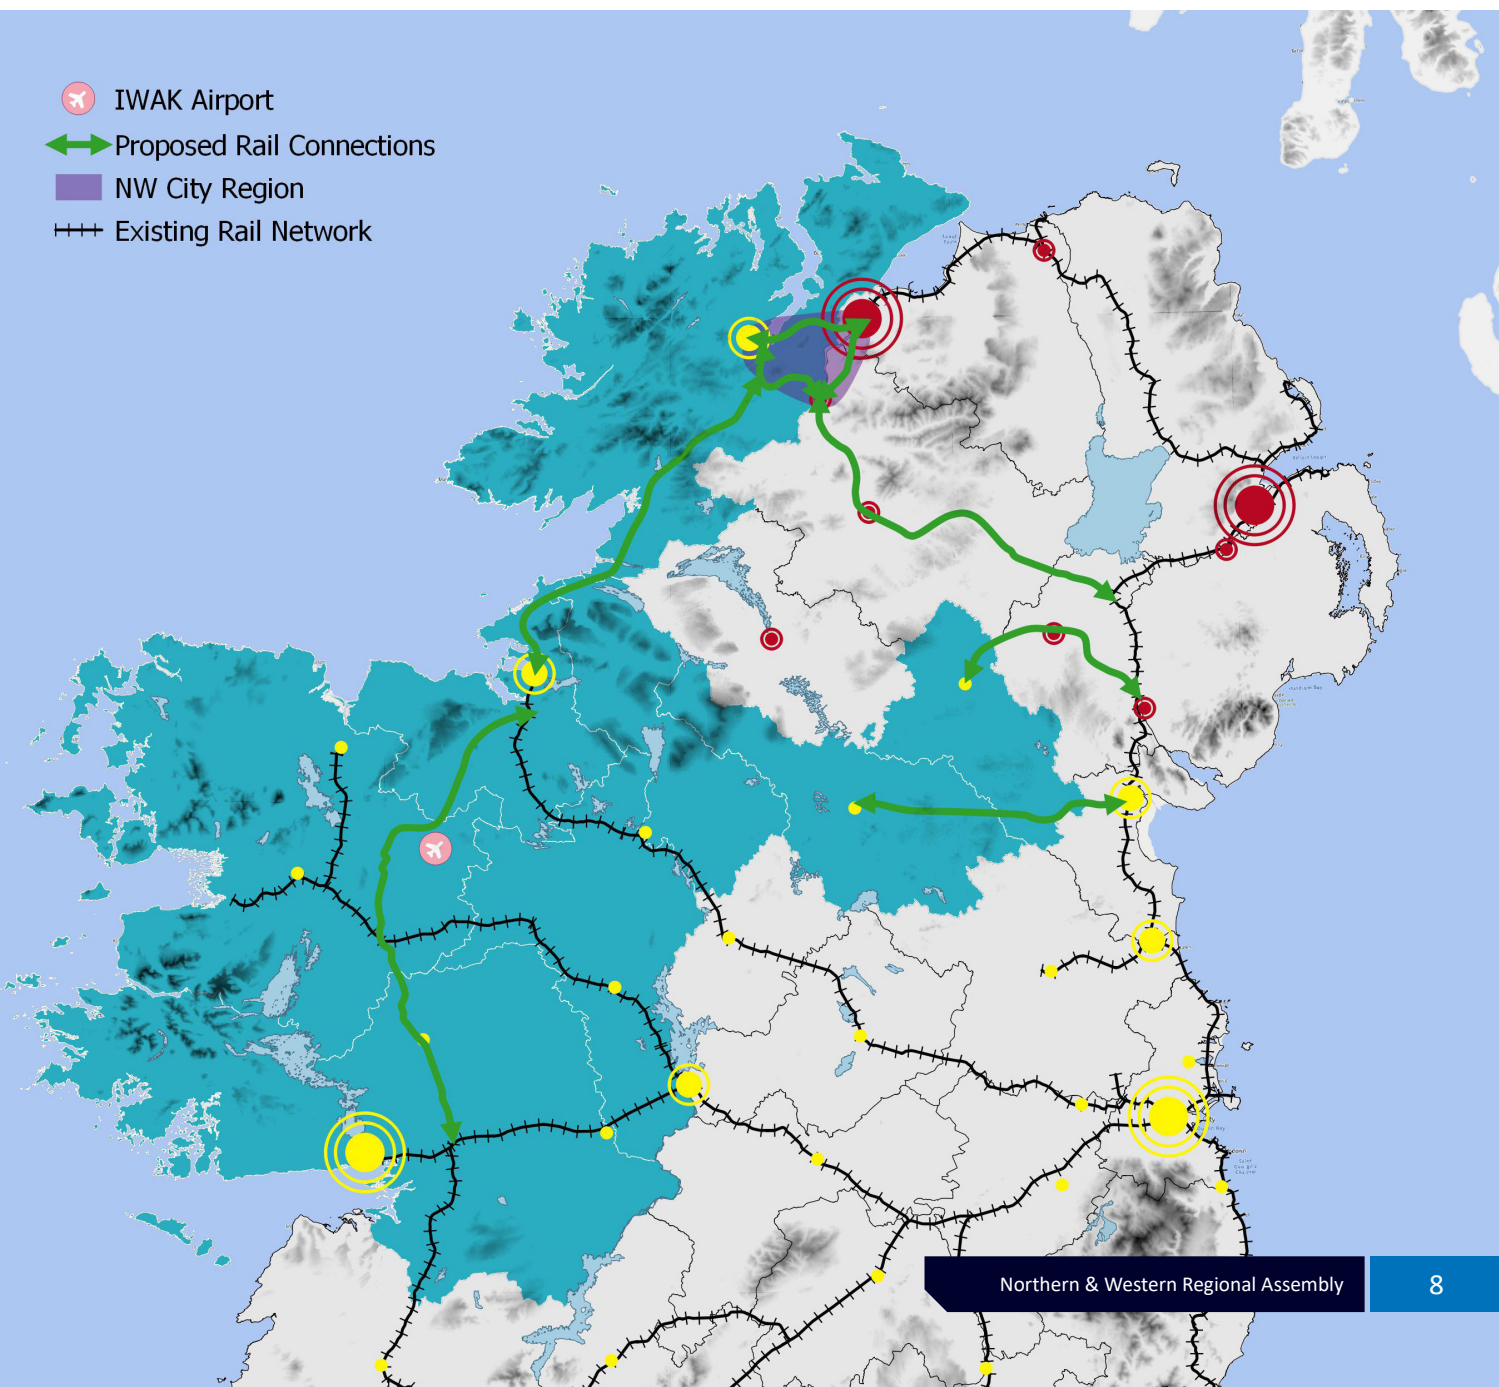 IWAK Airport
Proposed Rail Connections
NW City Region
Existing Rail Network
Northern & Western Regional Assembly
8